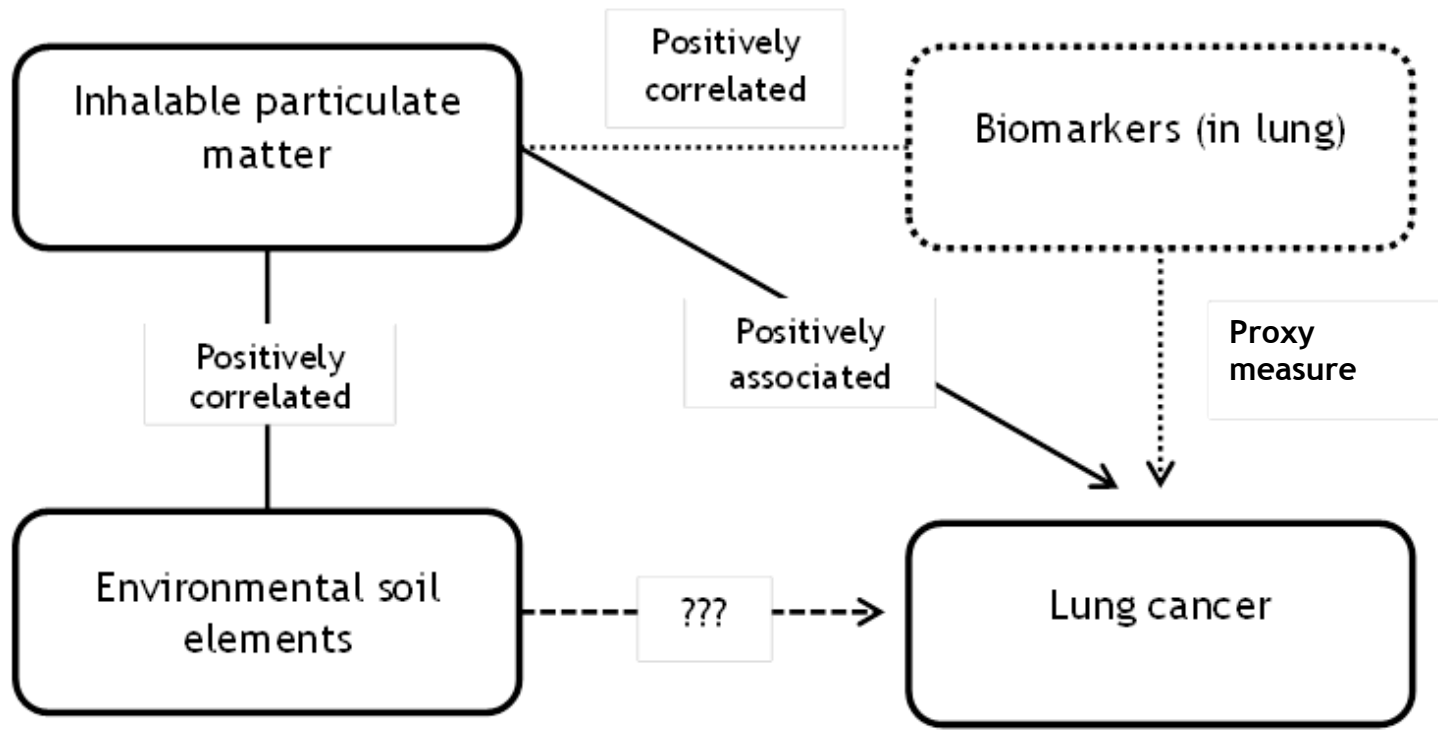 Inhalable particulate
matter
Positively
correlated
Biomarkers (in lung)
Positively
correlated
Positively
associated
Proxy
measure
Environmental soil
elements
???
Lung cancer